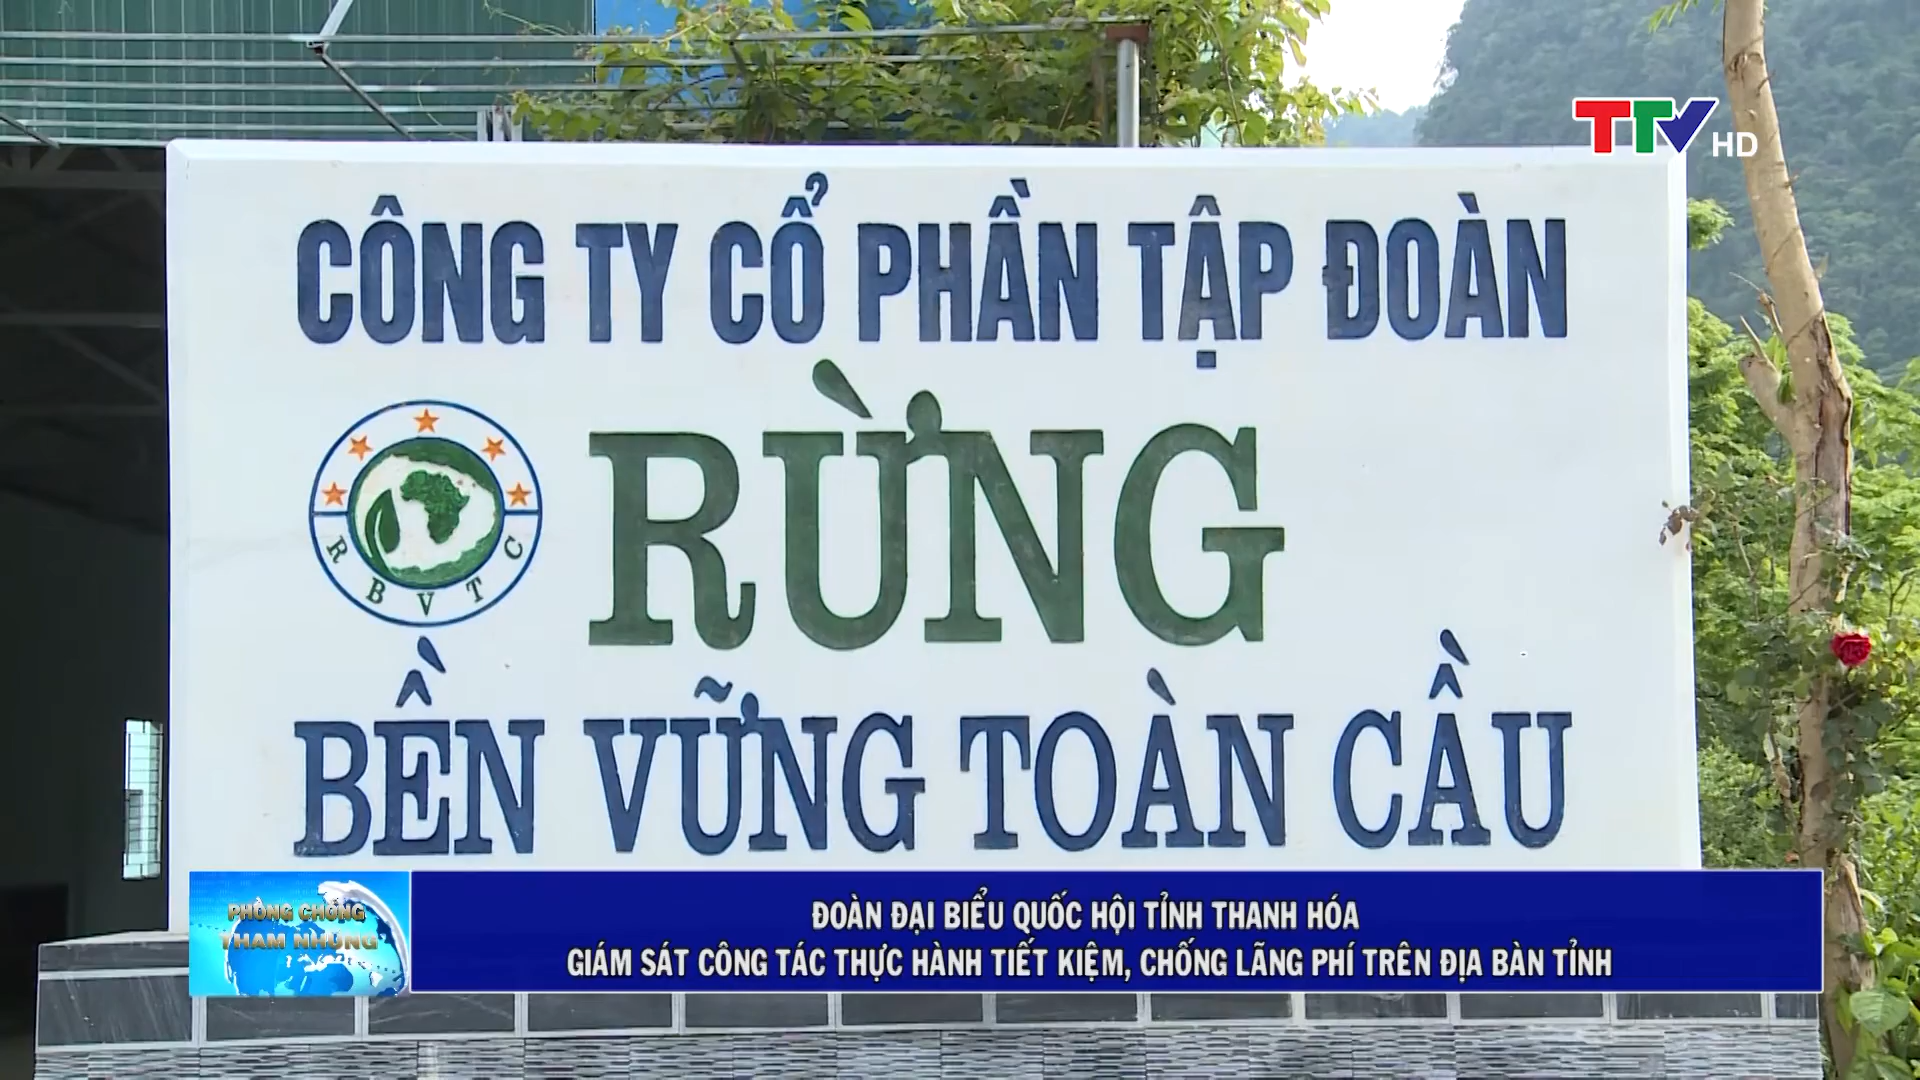 TTV HD
CÔNG TY CỔ PHẦN TẬP ĐOÀN
RỪNG
R B V T C
BỀN VỮNG TOÀN CẦU
PHÒNG CHỐNG
THAM NHŨNG
ĐOÀN ĐẠI BIỂU QUỐC HỘI TỈNH THANH HÓA
GIÁM SÁT CÔNG TÁC THỰC HÀNH TIẾT KIỆM, CHỐNG LÃNG PHÍ TRÊN ĐỊA BÀN TỈNH